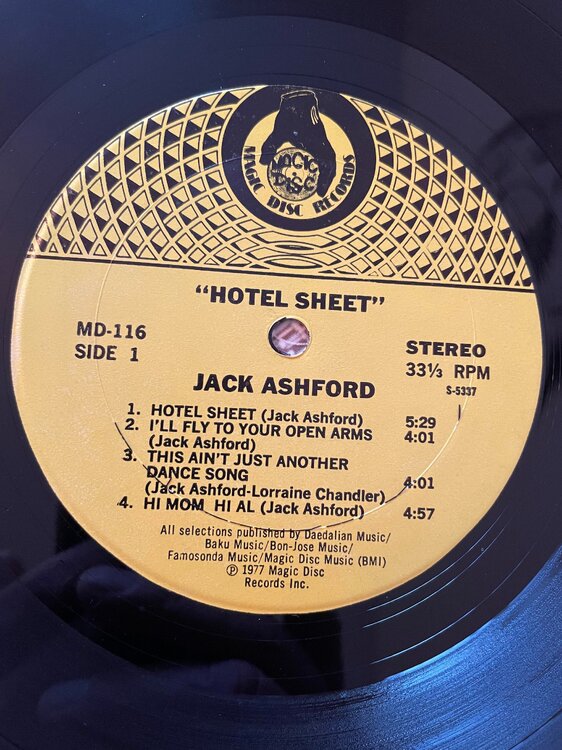 MAGIC DISC
MAGIC DISC RECORDS
"HOTEL SHEET"
MD-116
SIDE 1
STEREO
33⅓ RPM
S-5337
JACK ASHFORD
1. HOTEL SHEET (Jack Ashford) 5:29
2. I'LL FLY TO YOUR OPEN ARMS 4:01
(Jack Ashford)
3. THIS AIN'T JUST ANOTHER
DANCE SONG 4:01
(Jack Ashford-Lorraine Chandler)
4. HI MOM HI AL (Jack Ashford) 4:57
All selections published by Daedalian Music/
Baku Music/Bon-Jose Music/
Famosonda Music/Magic Disc Music (BMI)
℗ 1977 Magic Disc
Records Inc.